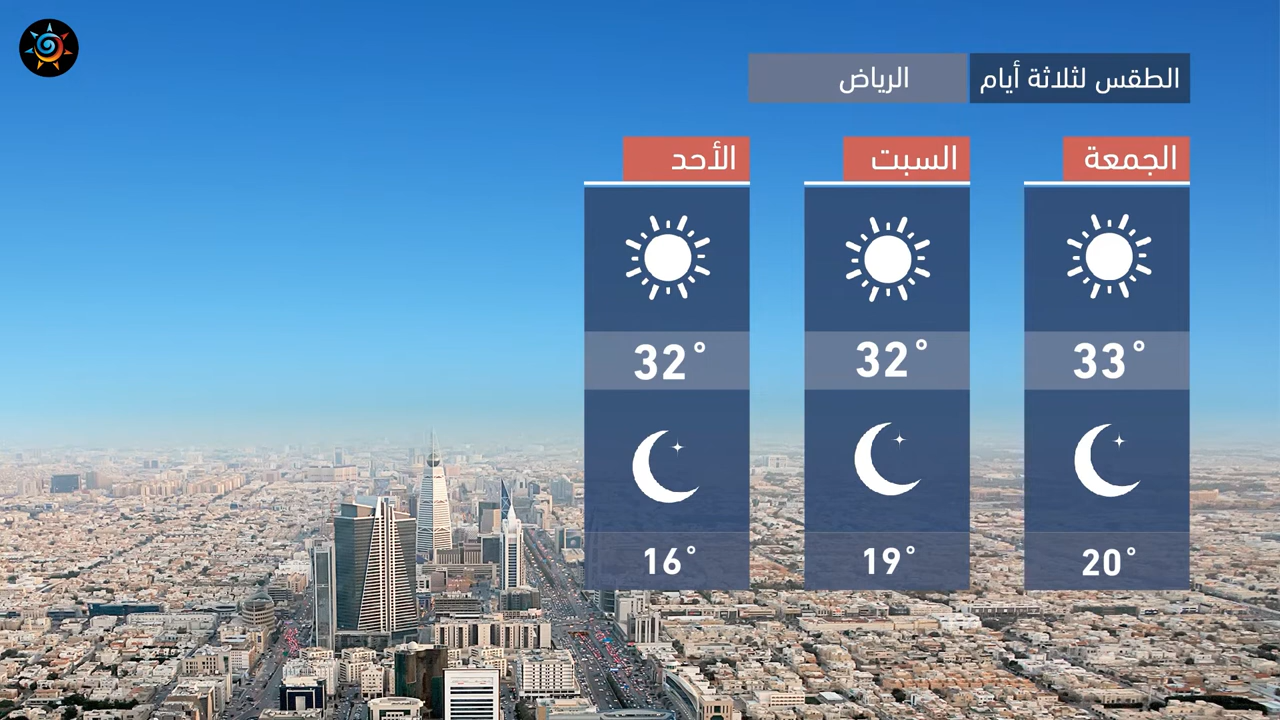 الطقس لثلاثة أيام
الرياض
الجمعة
السبت
الأحد
33°
32°
32°
20°
19°
16°